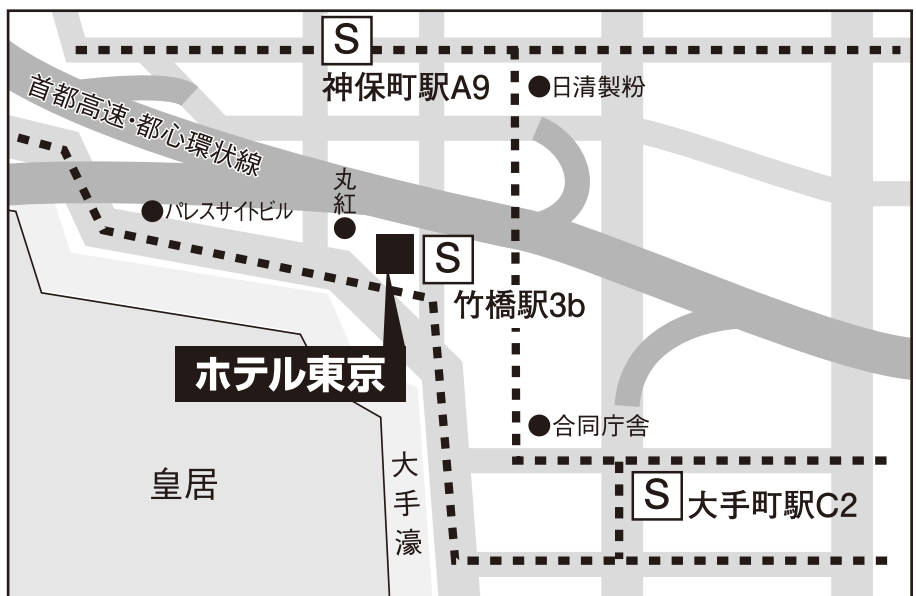 S
神保町駅A9
日清製粉
首都高速・都心環状線
丸紅
パレスサイトビル
S
竹橋駅3b
ホテル東京
合同庁舎
皇居
大手濠
S
大手町駅C2